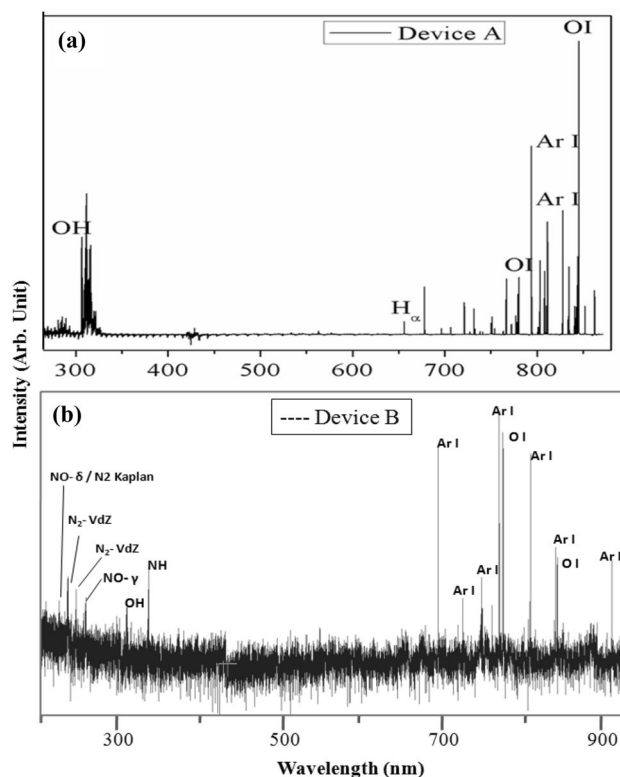 (a)
Device A
OI
Ar I
Ar I
OH
OI
Hα
300 400 500 600 700 800
Intensity (Arb. Unit)
(b)
---- Device B
Ar I
O I
Ar I
Ar I
NO- δ / N2 Kaplan
N₂- VdZ
N₂- VdZ
NH
NO- γ
OH
Ar I
Ar I
Ar I
O I
Ar I
300 500 700 900
Wavelength (nm)